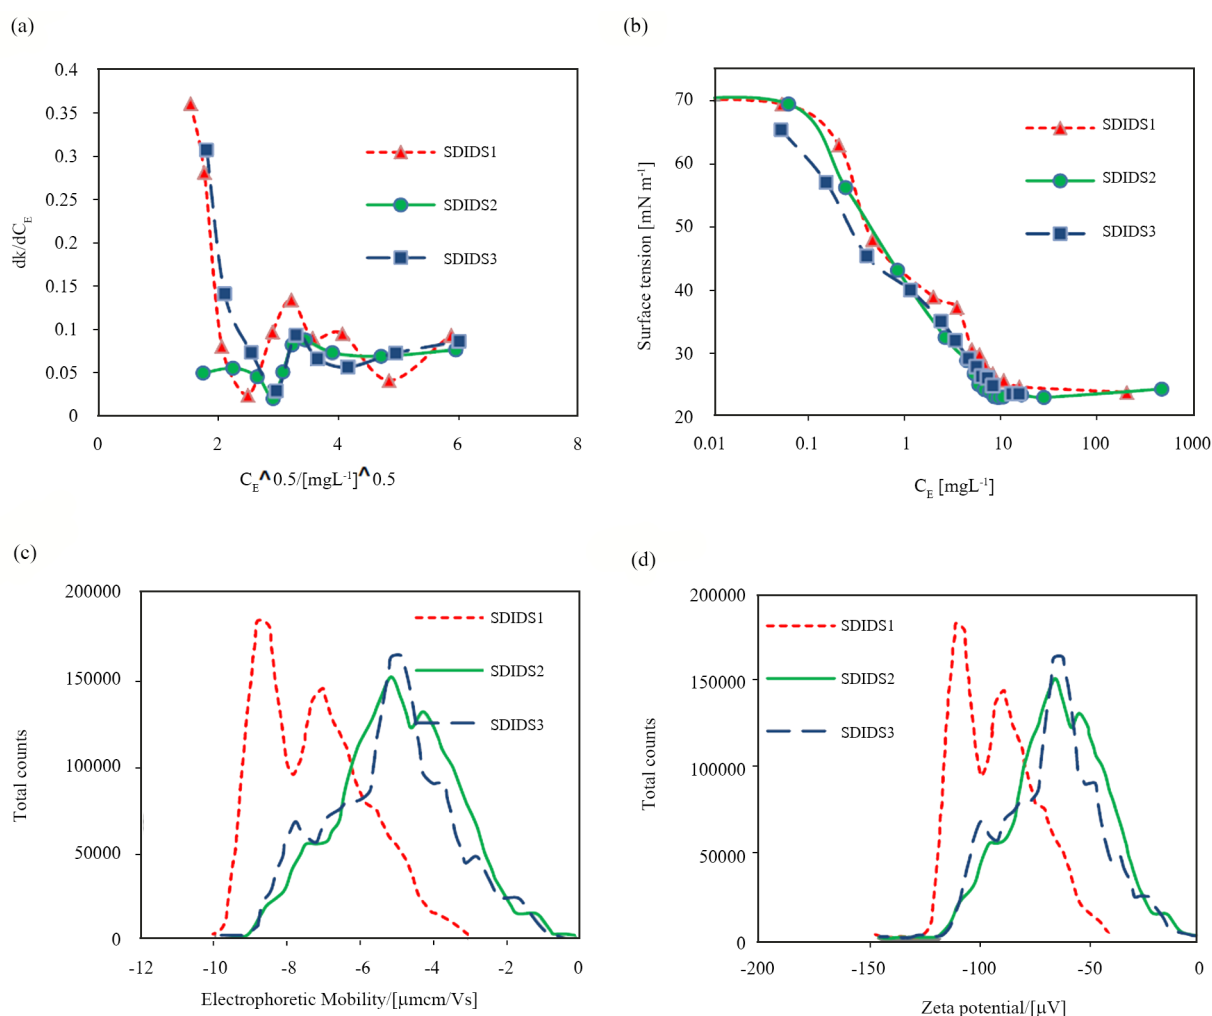 (a)
0.4
0.35
0.3
0.25
0.2
0.15
0.1
0.05
0
0
2
4
6
8
dk/dC_E
C_E^0.5/[mgL⁻¹]^0.5
SDIDS1
SDIDS2
SDIDS3
(b)
70
60
50
40
30
20
0.01
0.1
1
10
100
1000
Surface tension [mN m⁻¹]
C_E [mgL⁻¹]
SDIDS1
SDIDS2
SDIDS3
(c)
200000
150000
100000
50000
0
-12
-10
-8
-6
-4
-2
0
Total counts
Electrophoretic Mobility/[µmcm/Vs]
SDIDS1
SDIDS2
SDIDS3
(d)
200000
150000
100000
50000
0
-200
-150
-100
-50
0
Total counts
Zeta potential/[µV]
SDIDS1
SDIDS2
SDIDS3